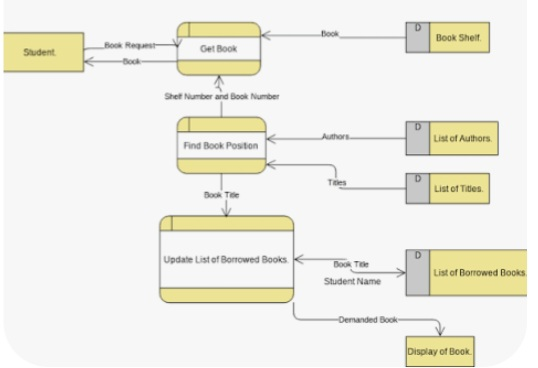 D
Book
Book Shelf.
Student.
Book Request
Get Book
Book
Shelf Number and Book Number
D
Authors
List of Authors.
Find Book Position
D
Titles
List of Titles.
Book Title
D
Update List of Borrowed Books.
Book Title
Student Name
List of Borrowed Books.
Demanded Book
Display of Book.